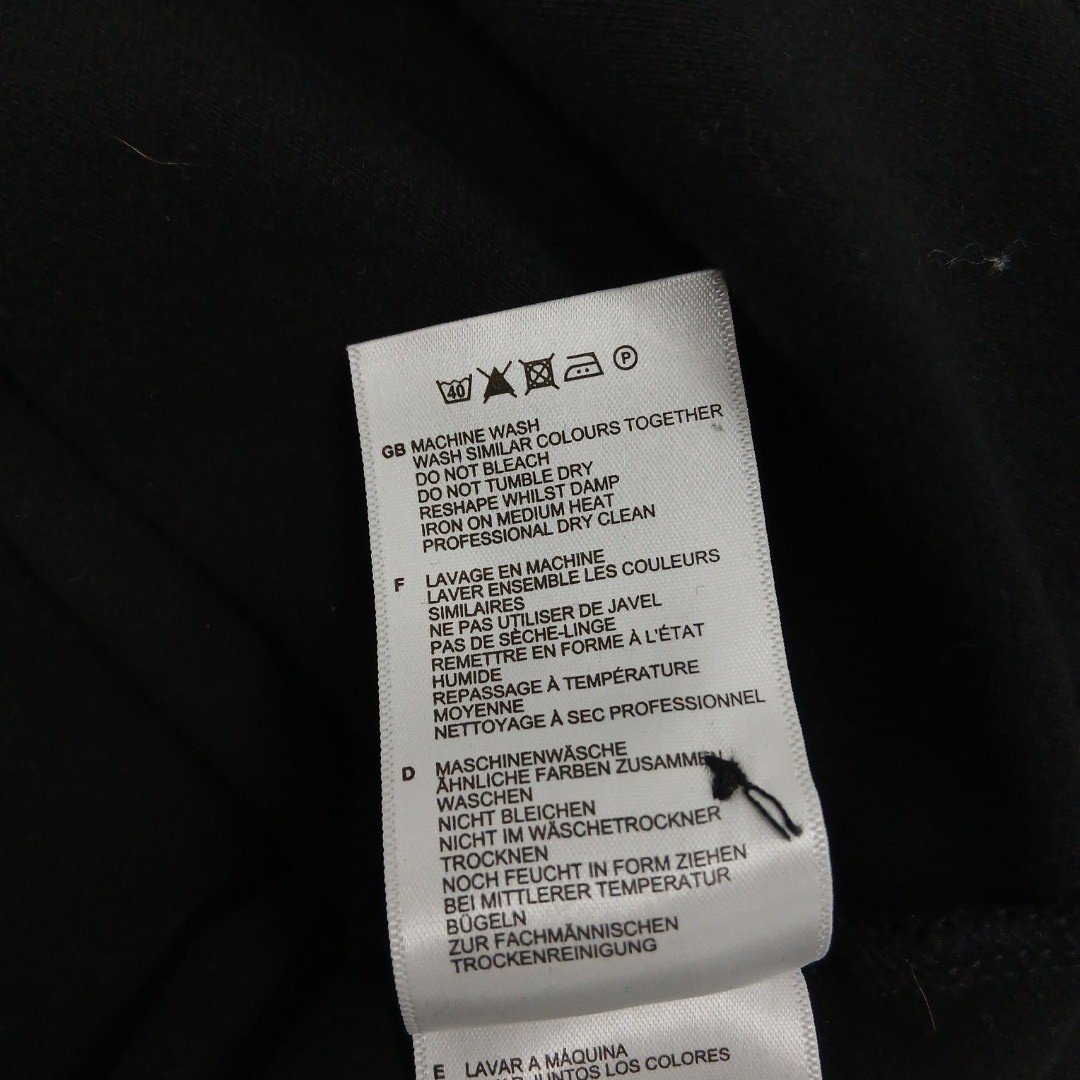 40 P
GB MACHINE WASH
WASH SIMILAR COLOURS TOGETHER
DO NOT BLEACH
DO NOT TUMBLE DRY
RESHAPE WHILST DAMP
IRON ON MEDIUM HEAT
PROFESSIONAL DRY CLEAN
F LAVAGE EN MACHINE
LAVER ENSEMBLE LES COULEURS
SIMILAIRES
NE PAS UTILISER DE JAVEL
PAS DE SÈCHE-LINGE
REMETTRE EN FORME À L'ÉTAT
HUMIDE
REPASSAGE À TEMPÉRATURE
MOYENNE
NETTOYAGE À SEC PROFESSIONNEL
D MASCHINENWÄSCHE
ÄHNLICHE FARBEN ZUSAMMEN
WASCHEN
NICHT BLEICHEN
NICHT IM WÄSCHETROCKNER
TROCKNEN
NOCH FEUCHT IN FORM ZIEHEN
BEI MITTLERER TEMPERATUR
BÜGELN
ZUR FACHMÄNNISCHEN
TROCKENREINIGUNG
E LAVAR A MÁQUINA
JUNTOS LOS COLORES